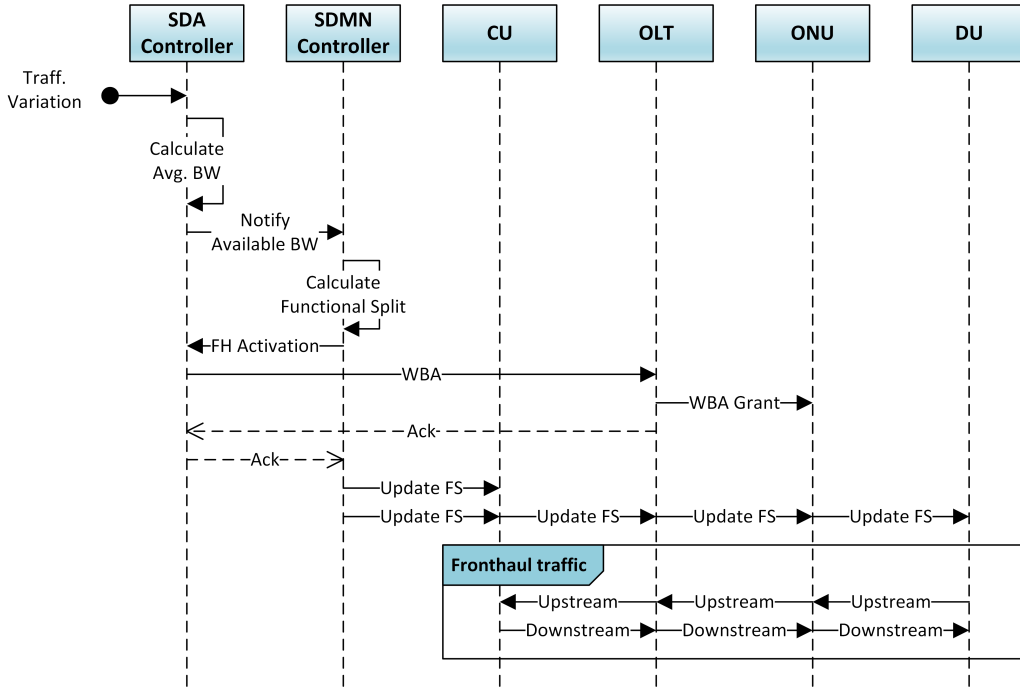 SDA
Controller
SDMN
Controller
CU
OLT
ONU
DU
Traff.
Variation
Calculate
Avg. BW
Notify
Available BW
Calculate
Functional Split
FH Activation
WBA
WBA Grant
Ack
Ack
Update FS
Update FS
Update FS
Update FS
Update FS
Fronthaul traffic
Upstream
Upstream
Upstream
Downstream
Downstream
Downstream